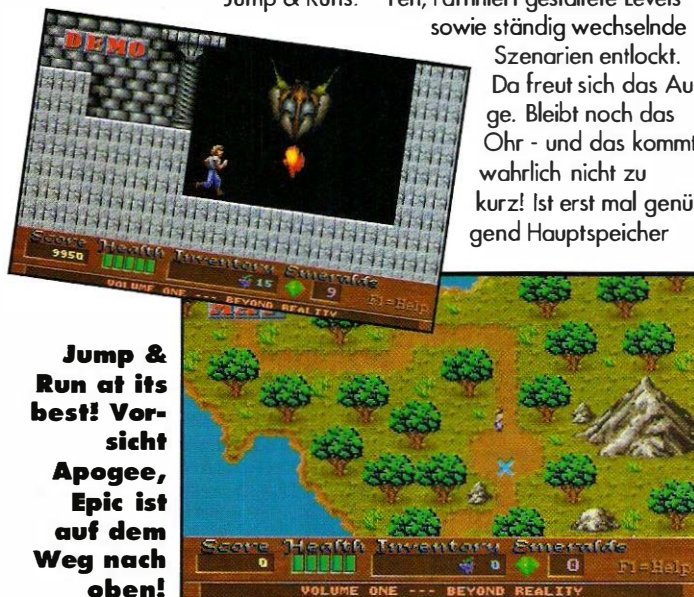 Jump & Runs.
ren, raffiniert gestaltete Levels
sowie ständig wechselnde
Szenarien entlockt.
Da freut sich das Au-
ge. Bleibt noch das
Ohr - und das kommt
wahrlich nicht zu
kurz! Ist erst mal genü-
gend Hauptspeicher
DEMO
Score Health Inventory Emeralds
9950 15 9 F1=Help
VOLUME ONE --- BEYOND REALITY
Jump &
Run at its
best! Vor-
sicht
Apogee,
Epic ist
auf dem
Weg nach
oben!
Score Health Inventory Emeralds
0 0 0 F1=Help
VOLUME ONE --- BEYOND REALITY